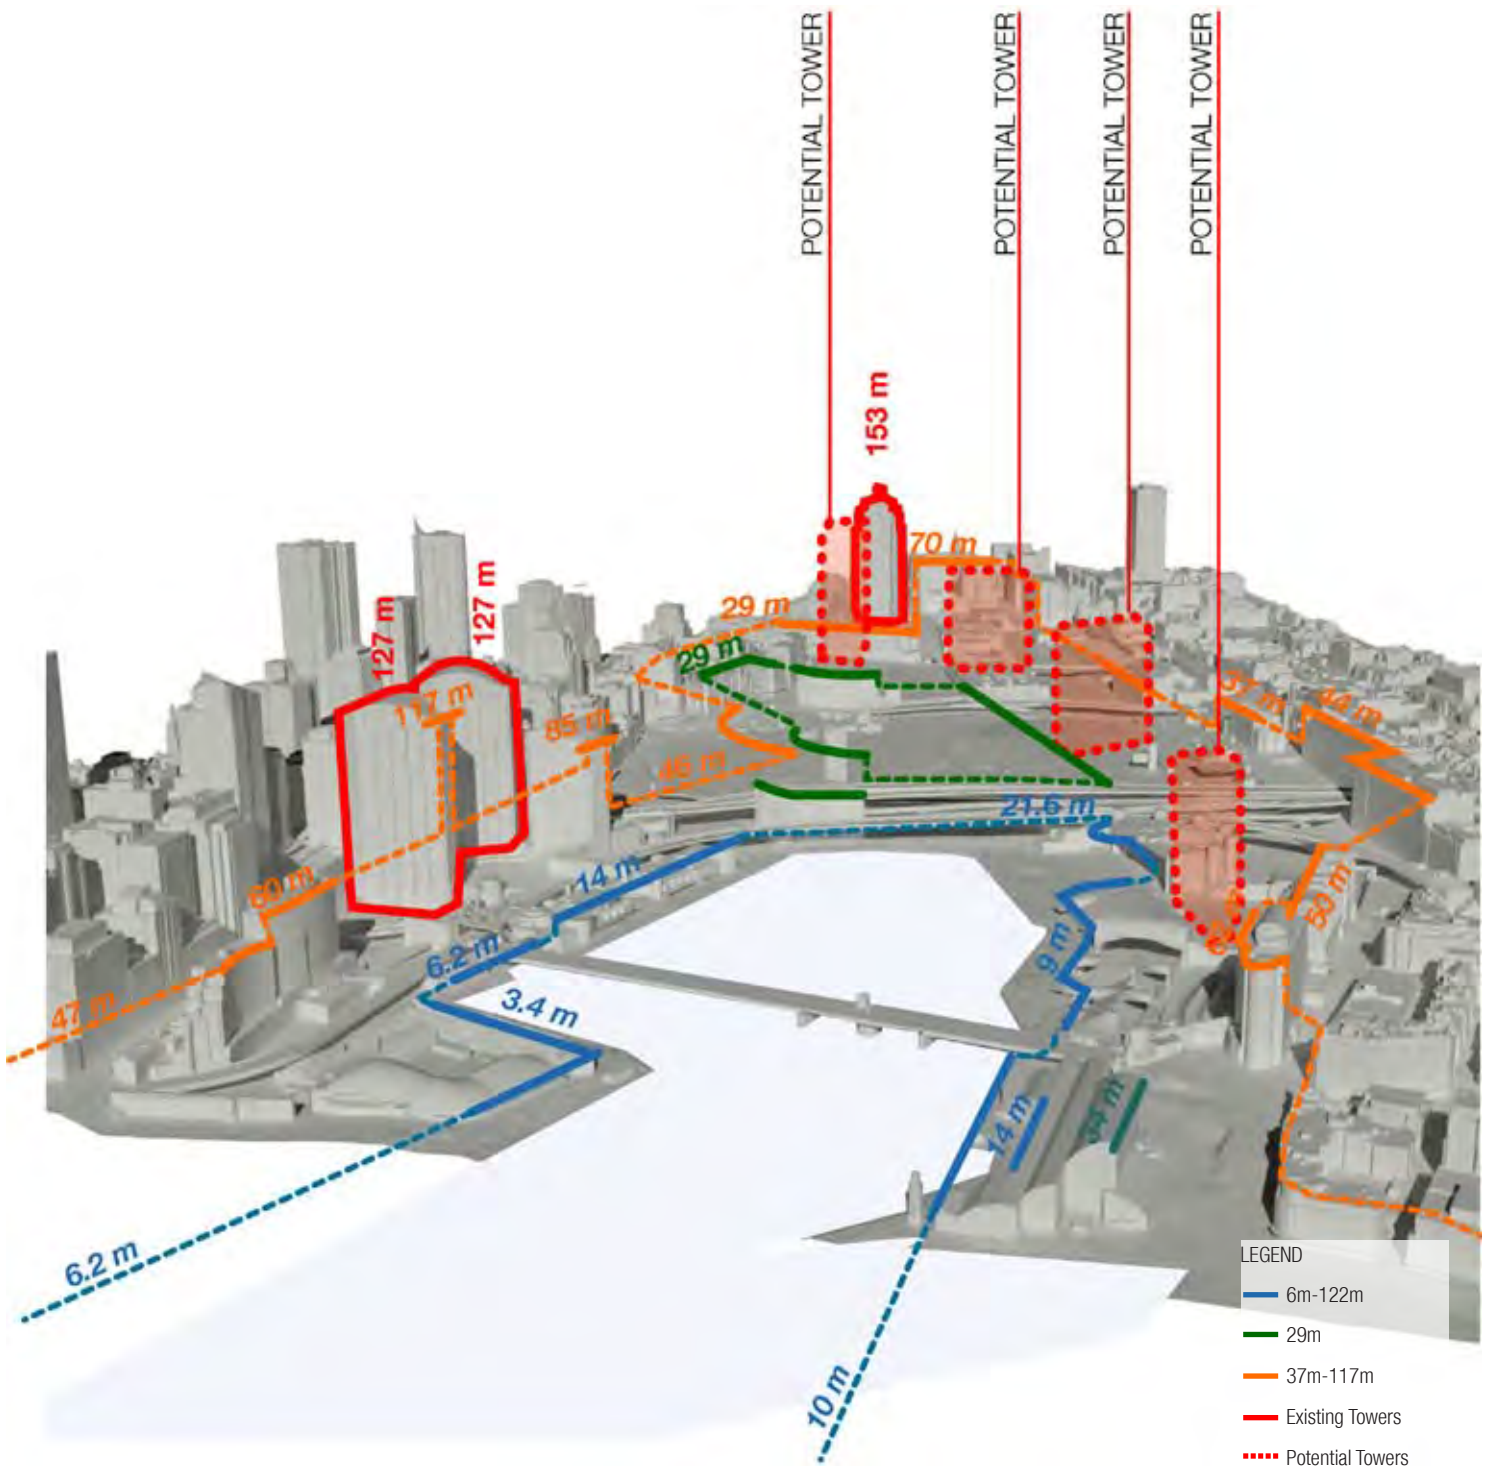 POTENTIAL TOWER
POTENTIAL TOWER
POTENTIAL TOWER
POTENTIAL TOWER
153 m
70 m
127 m
127 m
29 m
29 m
117 m
85 m
46 m
37 m
44 m
21.6 m
60 m
14 m
50 m
6.2 m
9 m
47 m
3.4 m
14 m
6.2 m
10 m
LEGEND
6m-122m
29m
37m-117m
Existing Towers
Potential Towers